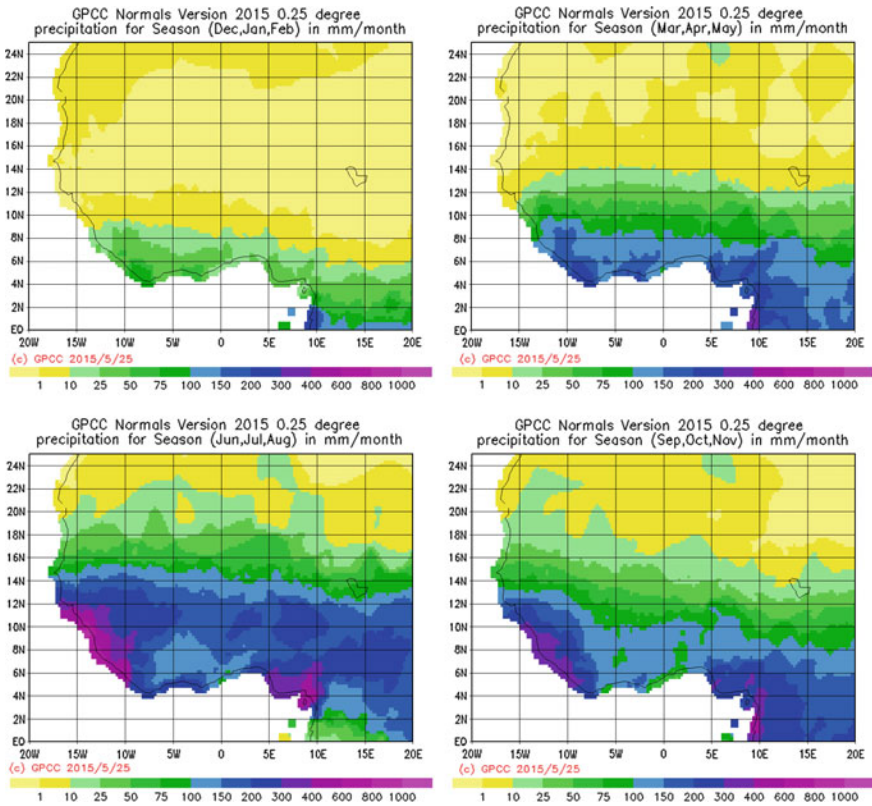 GPCC Normals Version 2015 0.25 degree
precipitation for Season (Dec,Jan,Feb) in mm/month
24N
22N
20N
18N
16N
14N
12N
10N
8N
6N
4N
2N
EQ
20W 15W 10W 5W 0 5E 10E 15E 20E
(c) GPCC 2015/5/25
1 10 25 50 75 100 150 200 300 400 600 800 1000
GPCC Normals Version 2015 0.25 degree
precipitation for Season (Mar,Apr,May) in mm/month
24N
22N
20N
18N
16N
14N
12N
10N
8N
6N
4N
2N
EQ
20W 15W 10W 5W 0 5E 10E 15E 20E
(c) GPCC 2015/5/25
1 10 25 50 75 100 150 200 300 400 600 800 1000
GPCC Normals Version 2015 0.25 degree
precipitation for Season (Jun,Jul,Aug) in mm/month
24N
22N
20N
18N
16N
14N
12N
10N
8N
6N
4N
2N
EQ
20W 15W 10W 5W 0 5E 10E 15E 20E
(c) GPCC 2015/5/25
1 10 25 50 75 100 150 200 300 400 600 800 1000
GPCC Normals Version 2015 0.25 degree
precipitation for Season (Sep,Oct,Nov) in mm/month
24N
22N
20N
18N
16N
14N
12N
10N
8N
6N
4N
2N
EQ
20W 15W 10W 5W 0 5E 10E 15E 20E
(c) GPCC 2015/5/25
1 10 25 50 75 100 150 200 300 400 600 800 1000